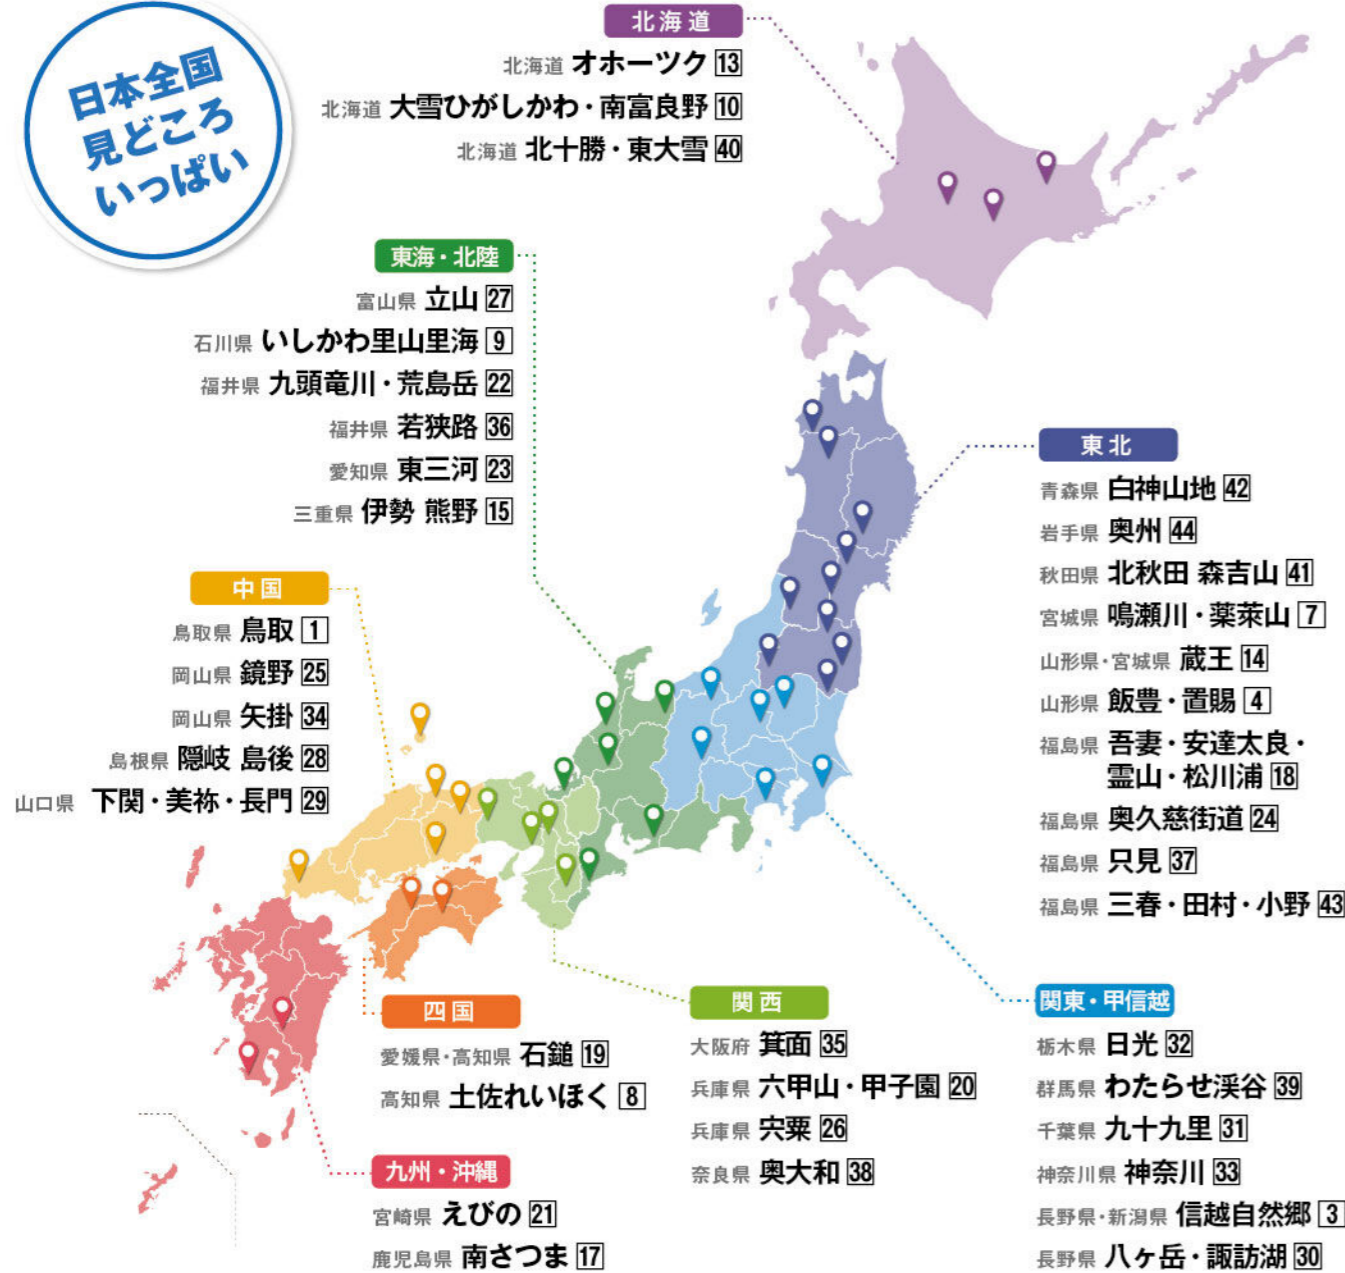 日本全国
見どころ
いっぱい
北海道
北海道 オホーツク 13
北海道 大雪ひがしかわ・南富良野 10
北海道 北十勝・東大雪 40
東海・北陸
富山県 立山 27
石川県 いしかわ里山里海 9
福井県 九頭竜川・荒島岳 22
福井県 若狭路 36
愛知県 東三河 23
三重県 伊勢 熊野 15
東北
青森県 白神山地 42
岩手県 奥州 44
秋田県 北秋田 森吉山 41
宮城県 鳴瀬川・薬莱山 7
山形県・宮城県 蔵王 14
山形県 飯豊・置賜 4
福島県 吾妻・安達太良・
霊山・松川浦 18
福島県 奥久慈街道 24
福島県 只見 37
福島県 三春・田村・小野 43
中国
鳥取県 鳥取 1
岡山県 鏡野 25
岡山県 矢掛 34
島根県 隠岐 島後 28
山口県 下関・美祢・長門 29
四国
愛媛県・高知県 石鎚 19
高知県 土佐れいほく 8
関西
大阪府 箕面 35
兵庫県 六甲山・甲子園 20
兵庫県 宍粟 26
奈良県 奥大和 38
関東・甲信越
栃木県 日光 32
群馬県 わたらせ渓谷 39
千葉県 九十九里 31
神奈川県 神奈川 33
長野県・新潟県 信越自然郷 3
長野県 八ヶ岳・諏訪湖 30
九州・沖縄
宮崎県 えびの 21
鹿児島県 南さつま 17